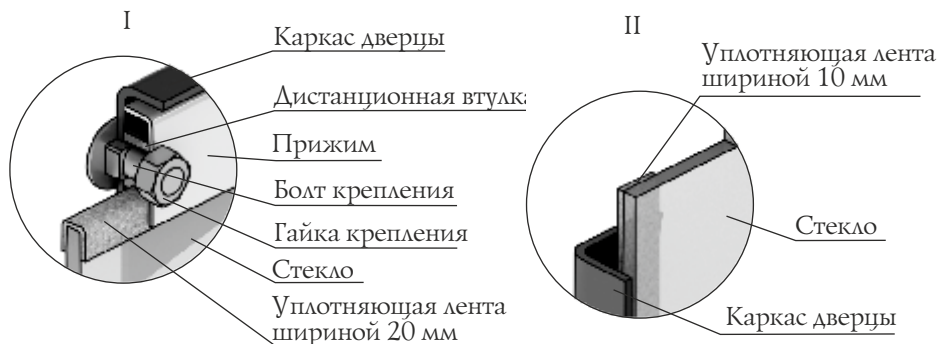 I
Каркас дверцы
Дистанционная втулка
Прижим
Болт крепления
Гайка крепления
Стекло
Уплотняющая лента
шириной 20 мм
II
Уплотняющая лента
шириной 10 мм
Стекло
Каркас дверцы